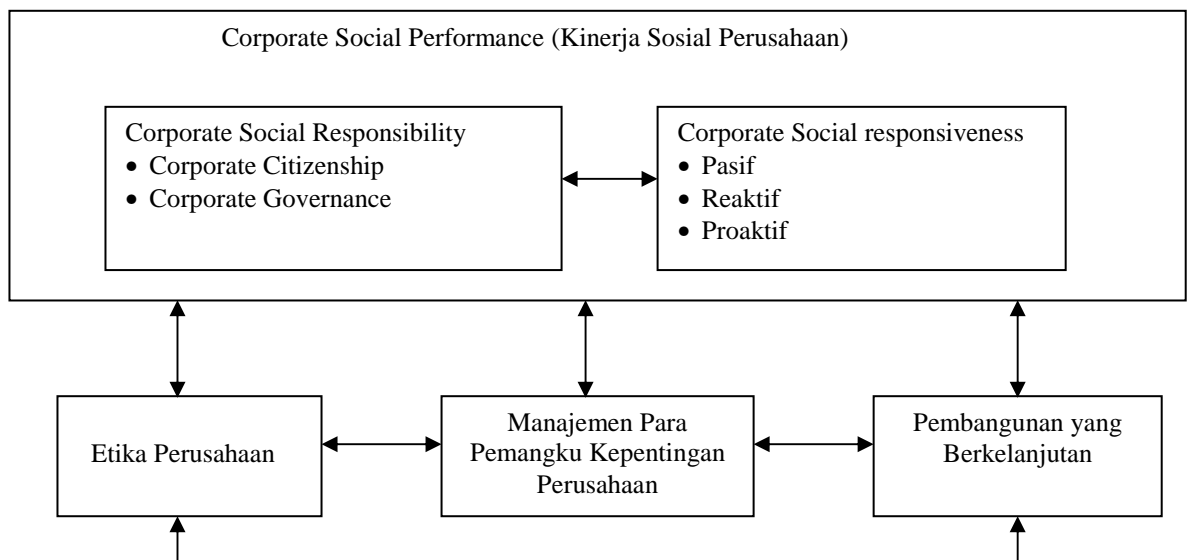 Corporate Social Performance (Kinerja Sosial Perusahaan)
Corporate Social Responsibility
• Corporate Citizenship
• Corporate Governance
Corporate Social responsiveness
• Pasif
• Reaktif
• Proaktif
Etika Perusahaan
Manajemen Para
Pemangku Kepentingan
Perusahaan
Pembangunan yang
Berkelanjutan